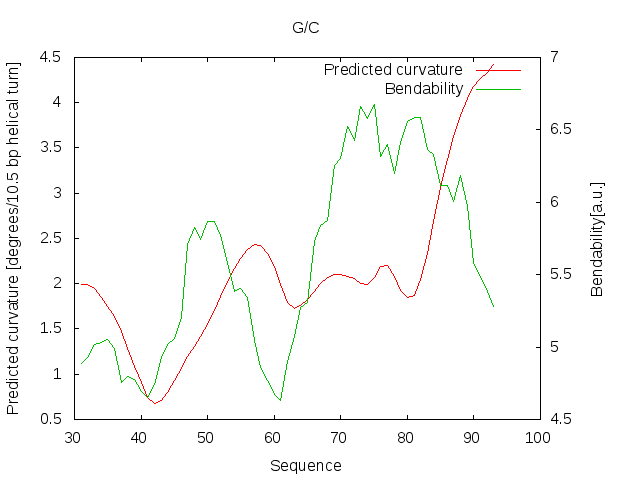 G/C
Predicted curvature
Bendability
Predicted curvature [degrees/10.5 bp helical turn]
4.5
4
3.5
3
2.5
2
1.5
1
0.5
7
6.5
6
5.5
5
4.5
Bendability[a.u.]
30 40 50 60 70 80 90 100
Sequence